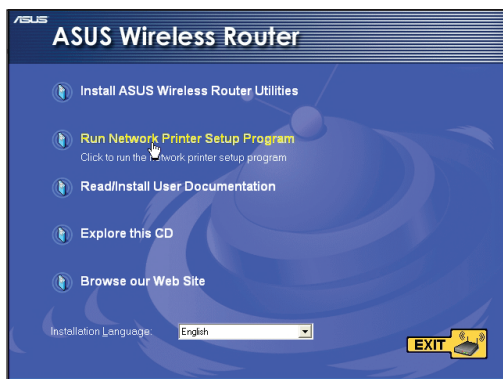 ASUS
ASUS Wireless Router
Install ASUS Wireless Router Utilities
Run Network Printer Setup Program
Click to run the network printer setup program
Read/Install User Documentation
Explore this CD
Browse our Web Site
Installation Language: English
EXIT